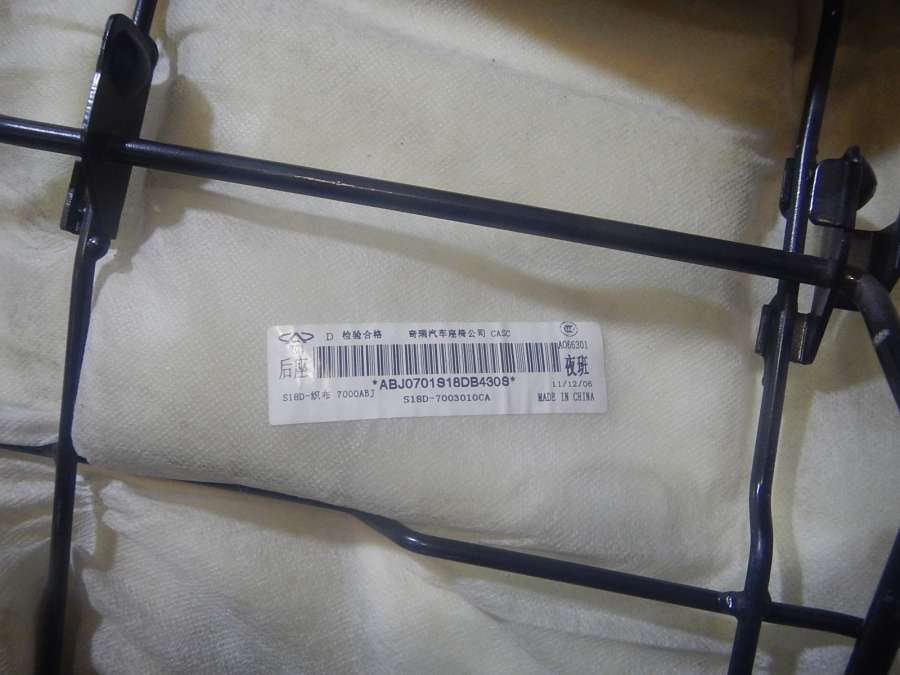 D 检验合格 奇瑞汽车座椅公司 CASC
A066301
后座
夜班
*ABJ0701S18DB430S*
11/12/06
S18D-织布 7000ABJ
S18D-7003010CA
MADE IN CHINA